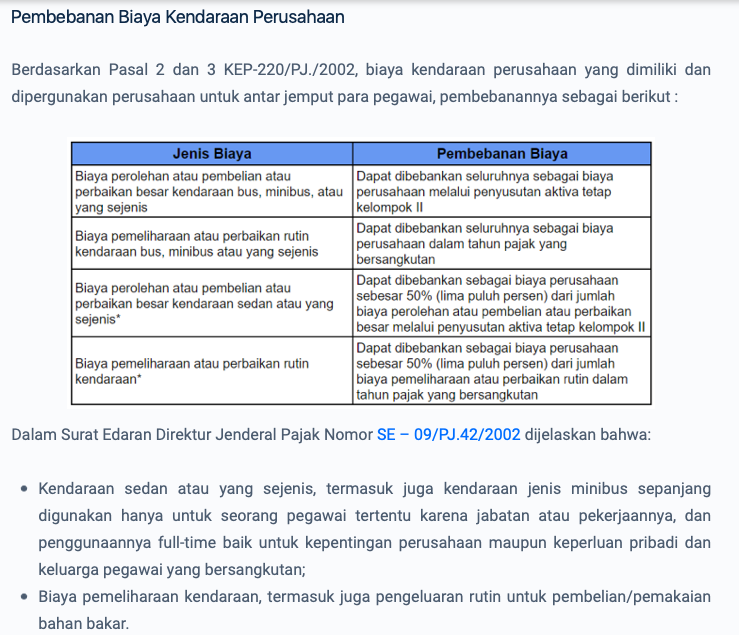 Pembebanan Biaya Kendaraan Perusahaan
Berdasarkan Pasal 2 dan 3 KEP-220/PJ./2002, biaya kendaraan perusahaan yang dimiliki dan
dipergunakan perusahaan untuk antar jemput para pegawai, pembebanannya sebagai berikut :
Jenis Biaya
Pembebanan Biaya
Biaya perolehan atau pembelian atau
perbaikan besar kendaraan bus, minibus, atau
yang sejenis
Dapat dibebankan seluruhnya sebagai biaya
perusahaan melalui penyusutan aktiva tetap
kelompok II
Biaya pemeliharaan atau perbaikan rutin
kendaraan bus, minibus atau yang sejenis
Dapat dibebankan seluruhnya sebagai biaya
perusahaan dalam tahun pajak yang
bersangkutan
Biaya perolehan atau pembelian atau
perbaikan besar kendaraan sedan atau yang
sejenis*
Dapat dibebankan sebagai biaya perusahaan
sebesar 50% (lima puluh persen) dari jumlah
biaya perolehan atau pembelian atau perbaikan
besar melalui penyusutan aktiva tetap kelompok II
Biaya pemeliharaan atau perbaikan rutin
kendaraan*
Dapat dibebankan sebagai biaya perusahaan
sebesar 50% (lima puluh persen) dari jumlah
biaya pemeliharaan atau perbaikan rutin dalam
tahun pajak yang bersangkutan
Dalam Surat Edaran Direktur Jenderal Pajak Nomor SE – 09/PJ.42/2002 dijelaskan bahwa:
• Kendaraan sedan atau yang sejenis, termasuk juga kendaraan jenis minibus sepanjang
digunakan hanya untuk seorang pegawai tertentu karena jabatan atau pekerjaannya, dan
penggunaannya full-time baik untuk kepentingan perusahaan maupun keperluan pribadi dan
keluarga pegawai yang bersangkutan;
• Biaya pemeliharaan kendaraan, termasuk juga pengeluaran rutin untuk pembelian/pemakaian
bahan bakar.